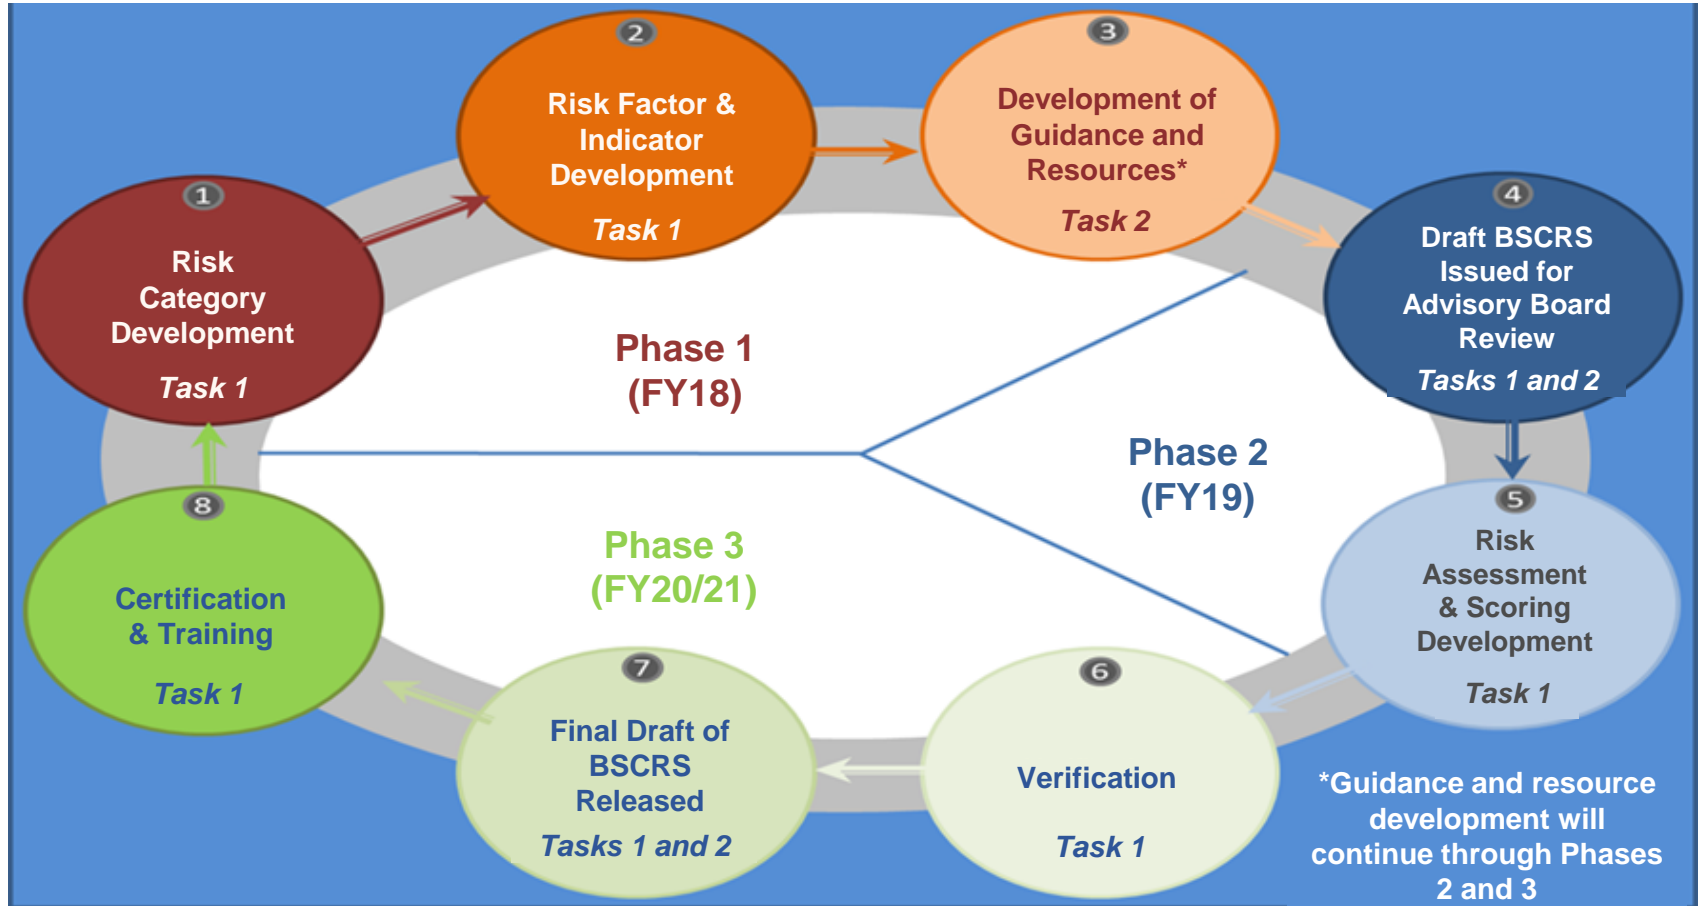 1
Risk
Category
Development
Task 1
2
Risk Factor &
Indicator
Development
Task 1
3
Development of
Guidance and
Resources*
Task 2
4
Draft BSCRS
Issued for
Advisory Board
Review
Tasks 1 and 2
5
Risk
Assessment
& Scoring
Development
Task 1
6
Verification
Task 1
7
Final Draft of
BSCRS
Released
Tasks 1 and 2
8
Certification
& Training
Task 1
Phase 1
(FY18)
Phase 2
(FY19)
Phase 3
(FY20/21)
*Guidance and resource
development will
continue through Phases
2 and 3